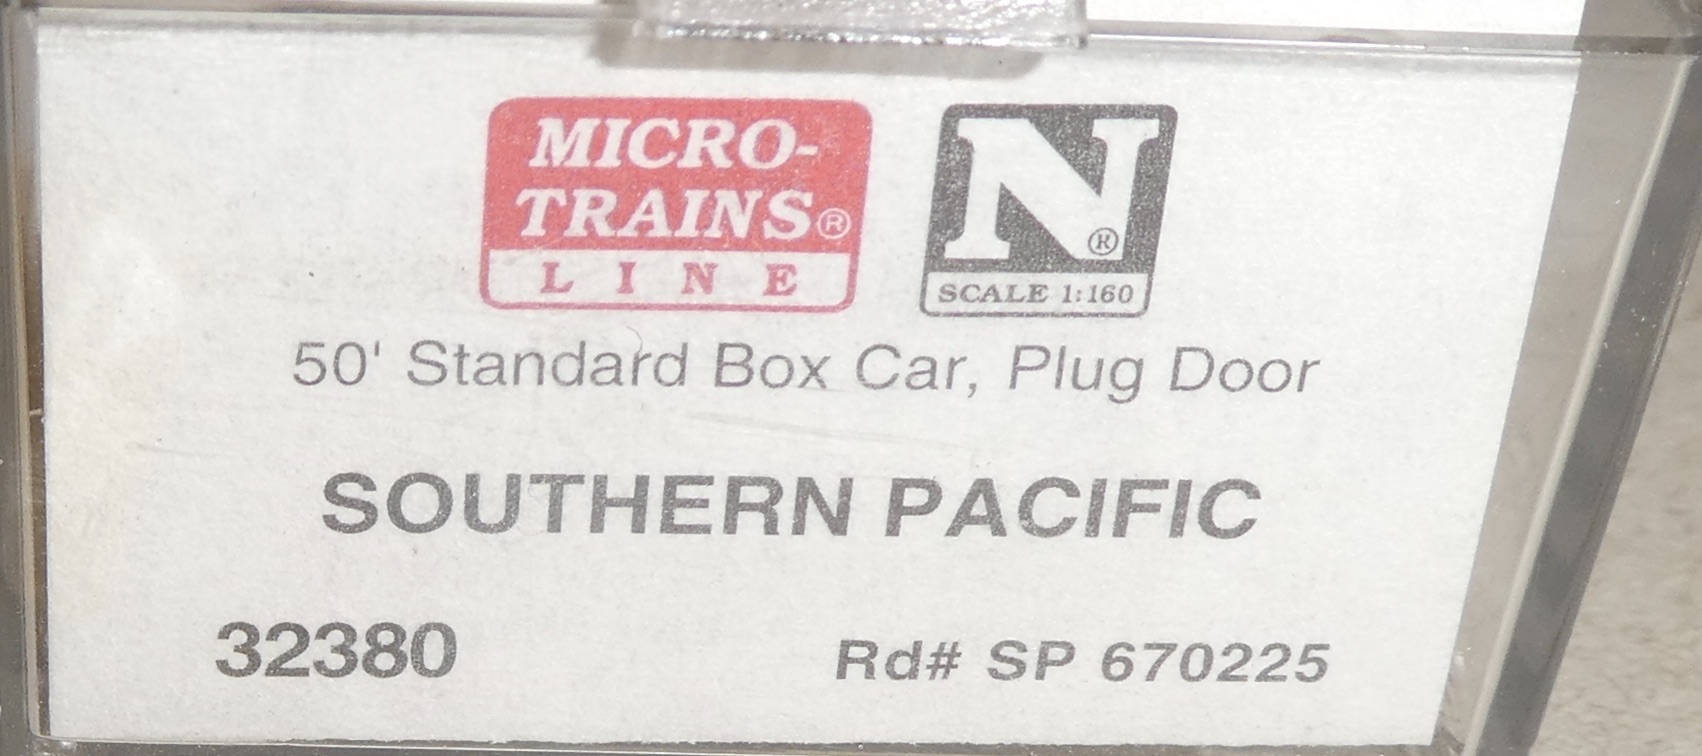 MICRO-
TRAINS®
LINE
N®
SCALE 1:160
50' Standard Box Car, Plug Door
SOUTHERN PACIFIC
32380 Rd# SP 670225